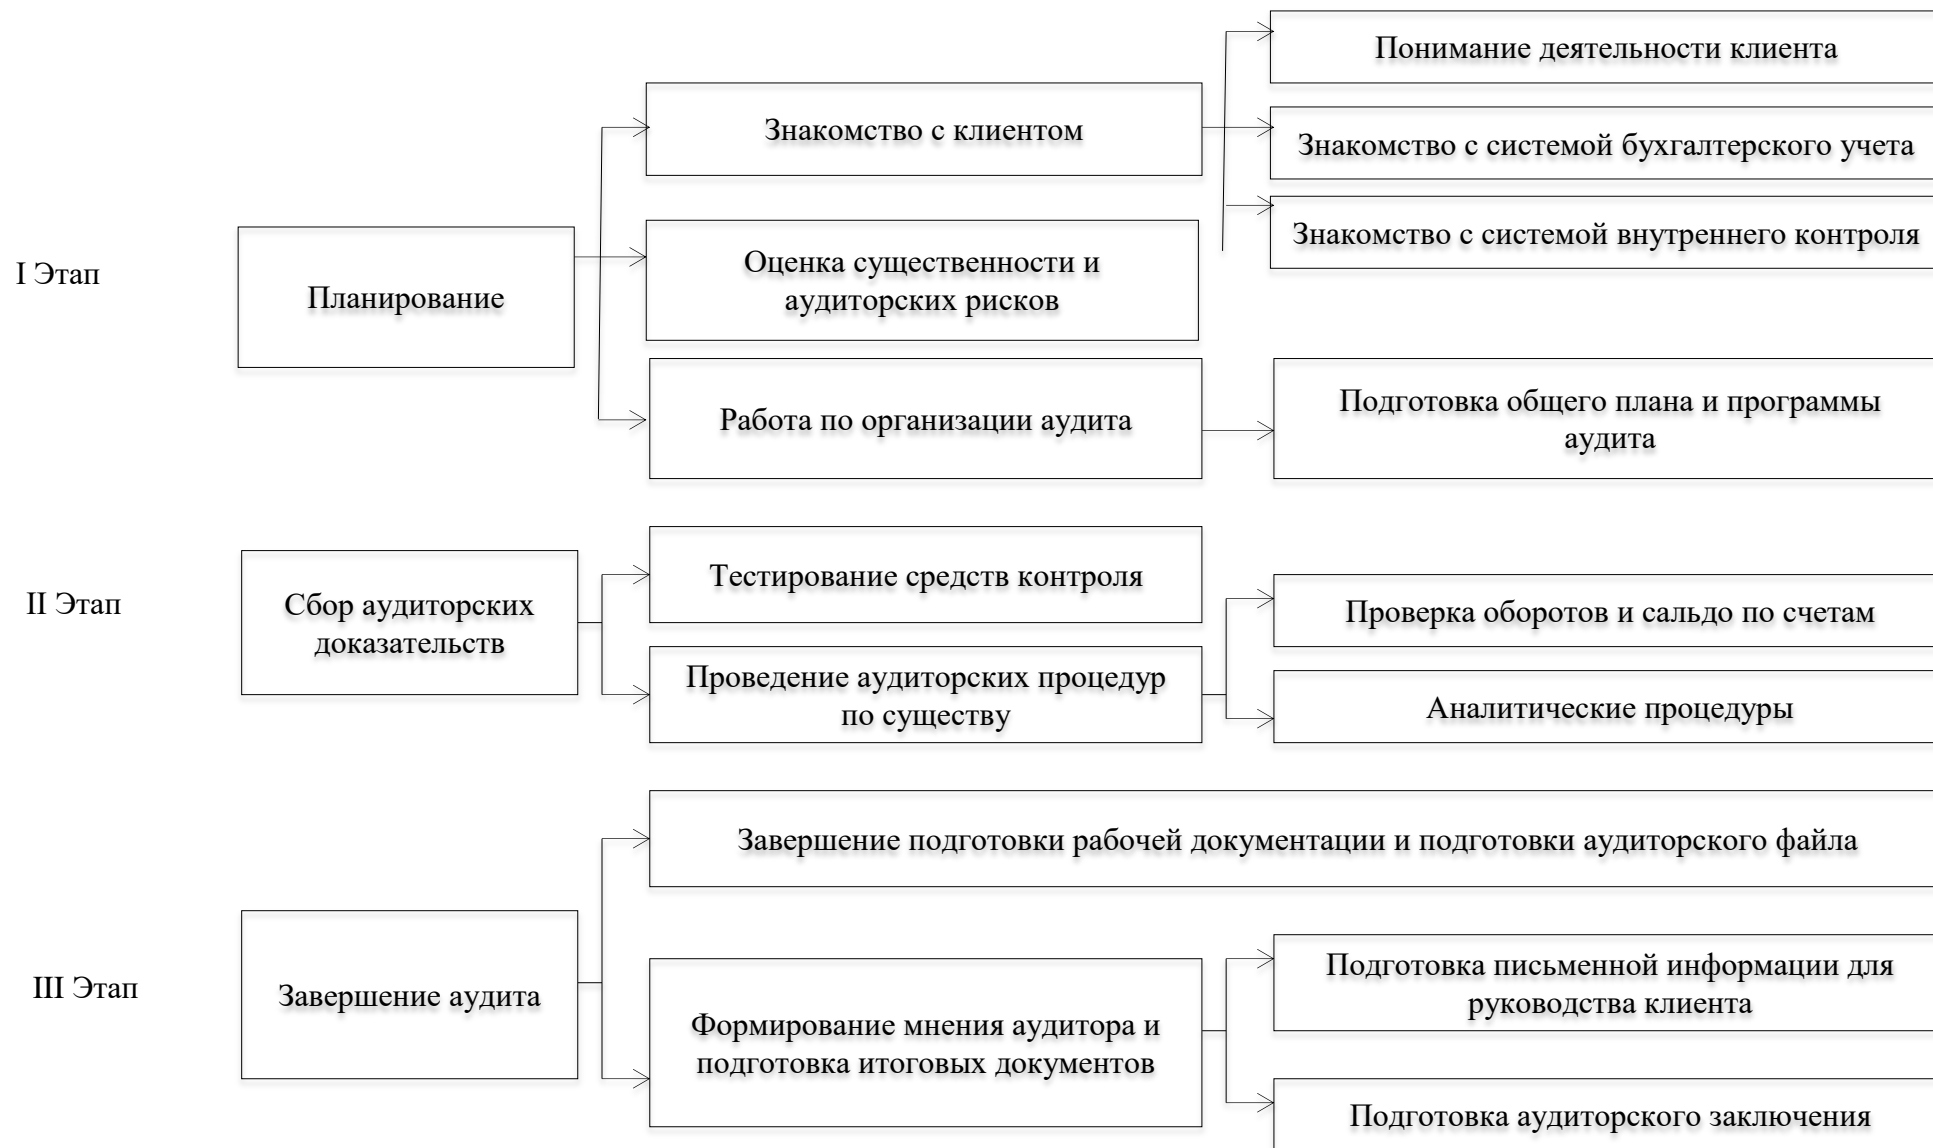 Понимание деятельности клиента
Знакомство с клиентом
Знакомство с системой бухгалтерского учета
Знакомство с системой внутреннего контроля
I Этап
Планирование
Оценка существенности и
аудиторских рисков
Работа по организации аудита
Подготовка общего плана и программы
аудита
II Этап
Сбор аудиторских
доказательств
Тестирование средств контроля
Проведение аудиторских процедур
по существу
Проверка оборотов и сальдо по счетам
Аналитические процедуры
III Этап
Завершение аудита
Завершение подготовки рабочей документации и подготовки аудиторского файла
Формирование мнения аудитора и
подготовка итоговых документов
Подготовка письменной информации для
руководства клиента
Подготовка аудиторского заключения